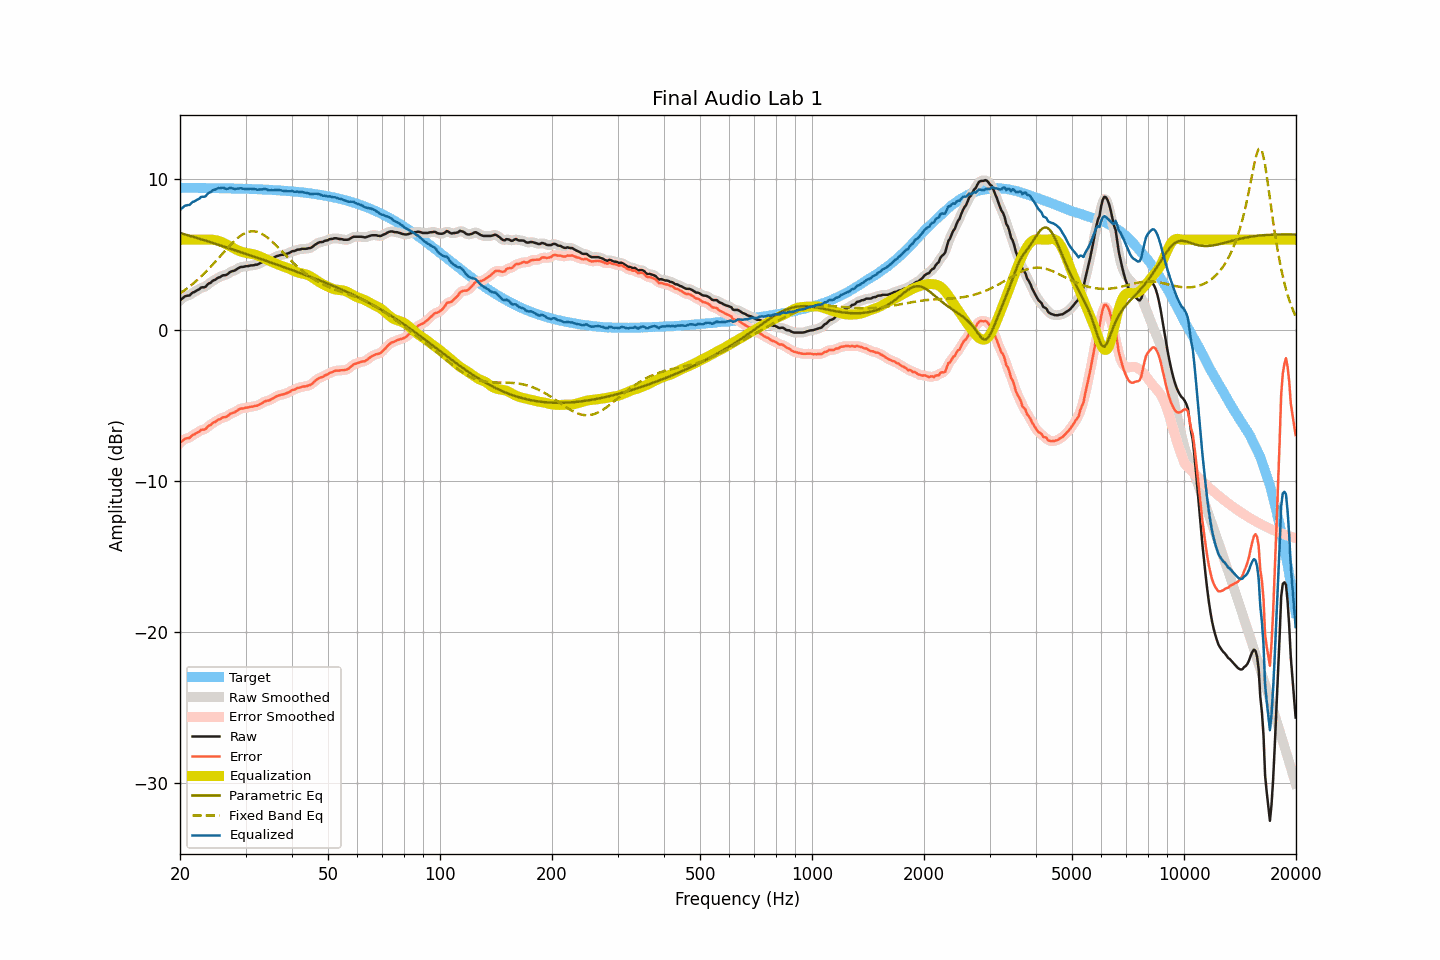 Final Audio Lab 1
10
0
−10
−20
−30
Amplitude (dBr)
Target
Raw Smoothed
Error Smoothed
Raw
Error
Equalization
Parametric Eq
Fixed Band Eq
Equalized
20 50 100 200 500 1000 2000 5000 10000 20000
Frequency (Hz)